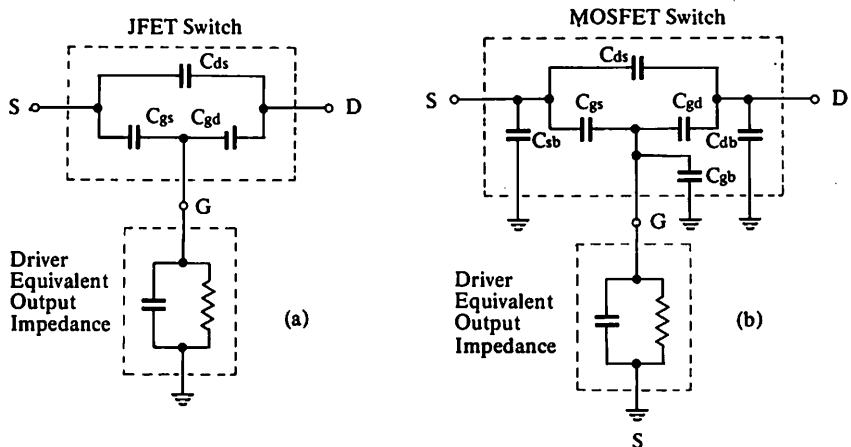 JFET Switch
Cds
S
D
Cgs
Cgd
G
Driver
Equivalent
Output
Impedance
(a)
MOSFET Switch
Cds
S
D
Cgs
Cgd
Csb
Cdb
Cgb
G
Driver
Equivalent
Output
Impedance
(b)
S